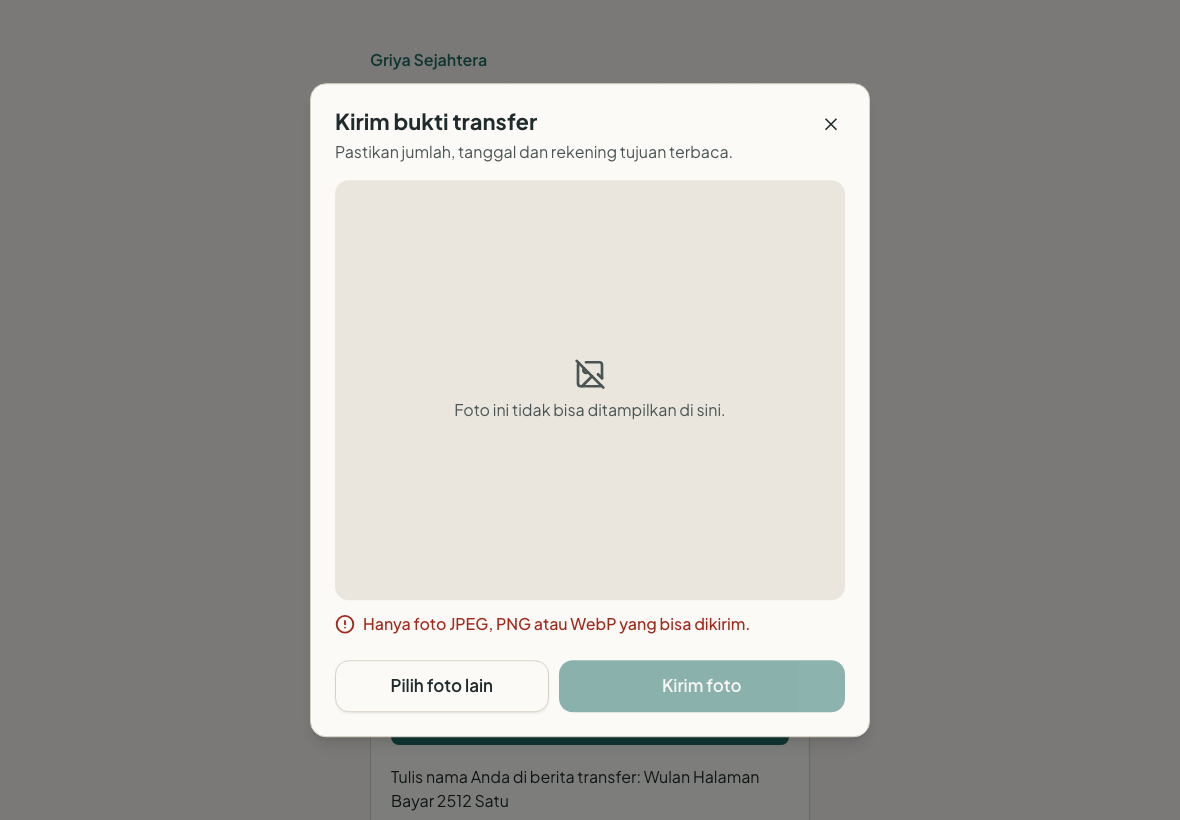 Griya Sejahtera
Kirim bukti transfer
Pastikan jumlah, tanggal dan rekening tujuan terbaca.
Foto ini tidak bisa ditampilkan di sini.
Hanya foto JPEG, PNG atau WebP yang bisa dikirim.
Pilih foto lain
Kirim foto
Tulis nama Anda di berita transfer: Wulan Halaman
Bayar 2512 Satu